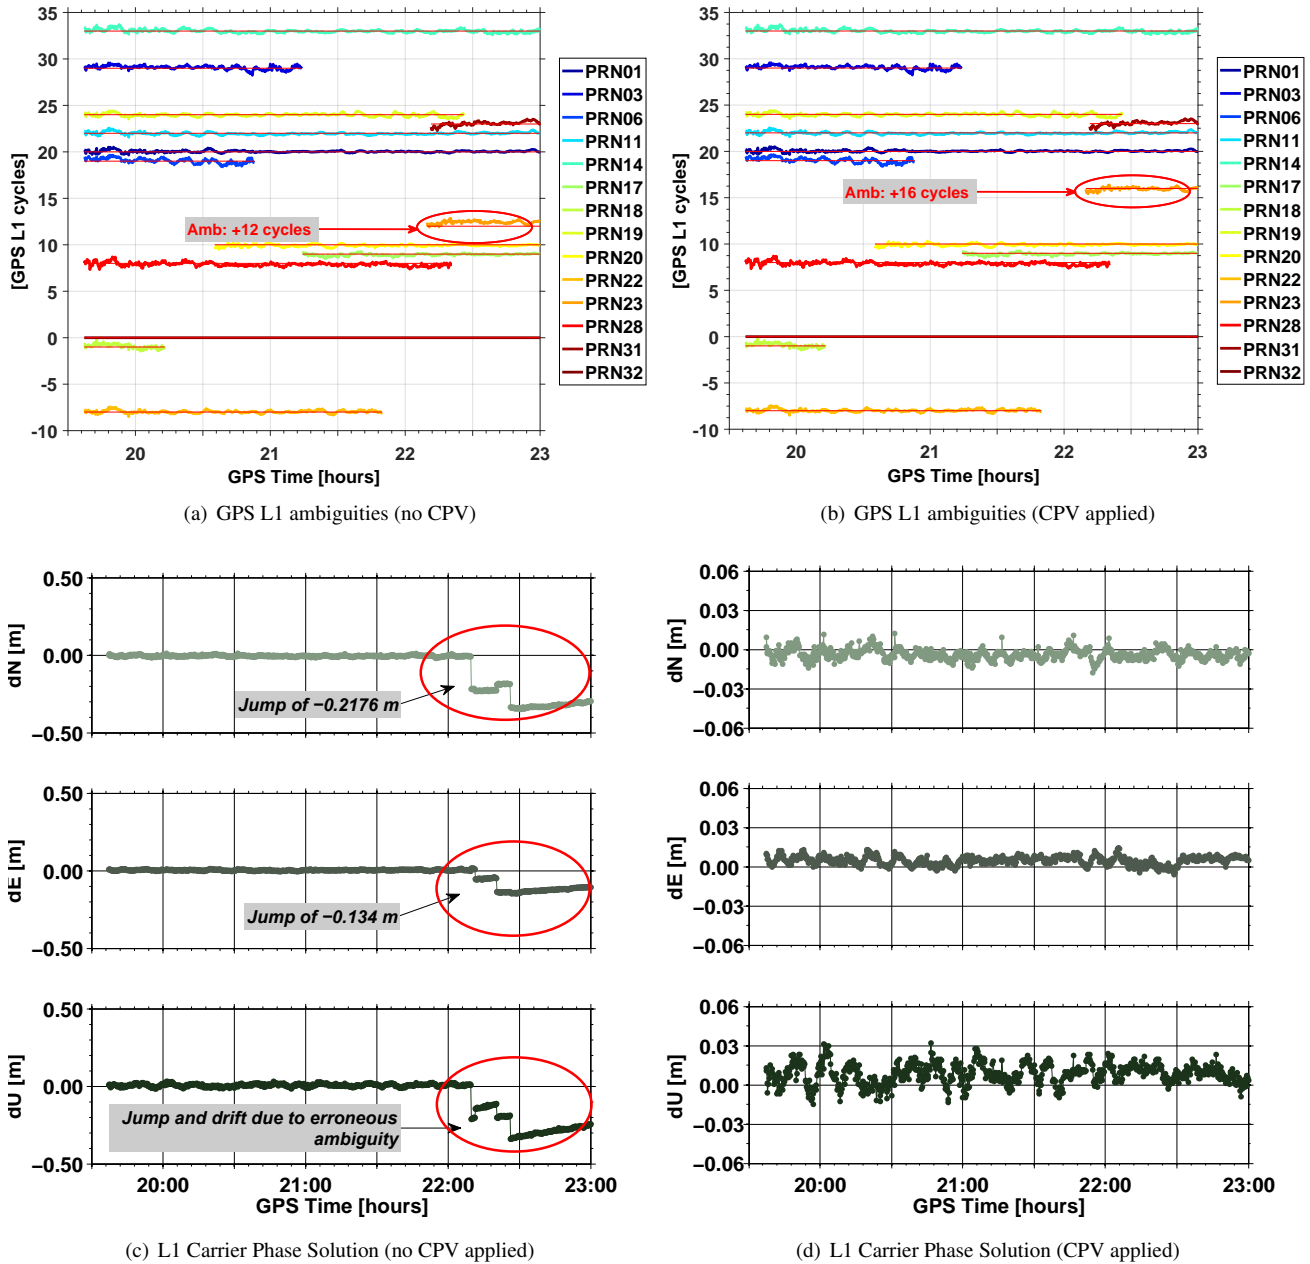 35
30
25
20
15
10
5
0
-5
-10
[GPS L1 cycles]
Amb: +12 cycles
20
21
22
23
GPS Time [hours]
PRN01
PRN03
PRN06
PRN11
PRN14
PRN17
PRN18
PRN19
PRN20
PRN22
PRN23
PRN28
PRN31
PRN32
(a) GPS L1 ambiguities (no CPV)
35
30
25
20
15
10
5
0
-5
-10
[GPS L1 cycles]
Amb: +16 cycles
20
21
22
23
GPS Time [hours]
PRN01
PRN03
PRN06
PRN11
PRN14
PRN17
PRN18
PRN19
PRN20
PRN22
PRN23
PRN28
PRN31
PRN32
(b) GPS L1 ambiguities (CPV applied)
0.50
0.00
−0.50
dN [m]
Jump of −0.2176 m
0.50
0.00
−0.50
dE [m]
Jump of −0.134 m
0.50
0.00
−0.50
dU [m]
Jump and drift due to erroneous
ambiguity
20:00
21:00
22:00
23:00
GPS Time [hours]
(c) L1 Carrier Phase Solution (no CPV applied)
0.06
0.03
0.00
−0.03
−0.06
dN [m]
0.06
0.03
0.00
−0.03
−0.06
dE [m]
0.06
0.03
0.00
−0.03
−0.06
dU [m]
20:00
21:00
22:00
23:00
GPS Time [hours]
(d) L1 Carrier Phase Solution (CPV applied)